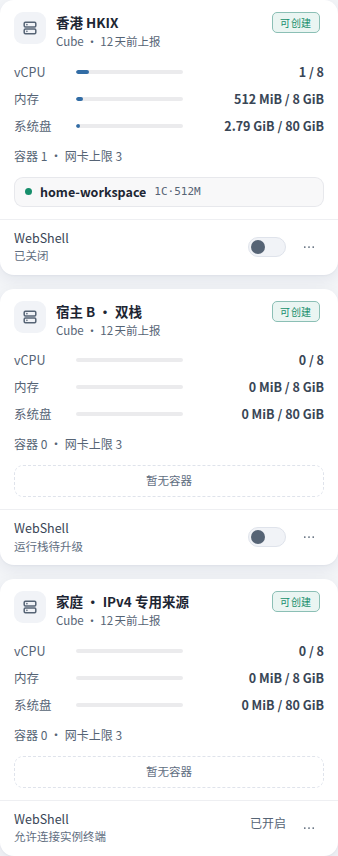 香港 HKIX
可创建
Cube · 12天前上报
vCPU 1 / 8
内存 512 MiB / 8 GiB
系统盘 2.79 GiB / 80 GiB
容器 1 · 网卡上限 3
home-workspace 1C·512M
WebShell
已关闭
...
宿主 B · 双栈
可创建
Cube · 12天前上报
vCPU 0 / 8
内存 0 MiB / 8 GiB
系统盘 0 MiB / 80 GiB
容器 0 · 网卡上限 3
暂无容器
WebShell
运行栈待升级
...
家庭 · IPv4 专用来源
可创建
Cube · 12天前上报
vCPU 0 / 8
内存 0 MiB / 8 GiB
系统盘 0 MiB / 80 GiB
容器 0 · 网卡上限 3
暂无容器
WebShell
已开启 ...
允许连接实例终端